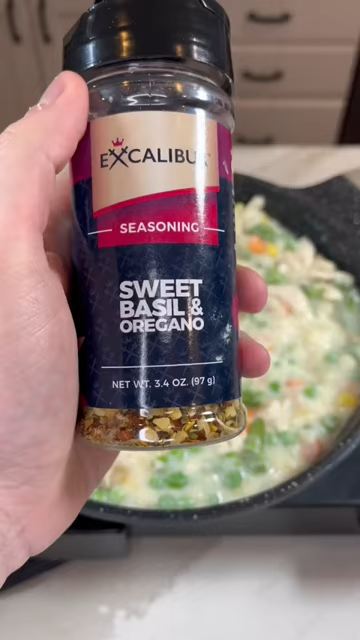 EXCALIBUR
SEASONING
SWEET
BASIL &
OREGANO
NET WT. 3.4 OZ. (97 g)